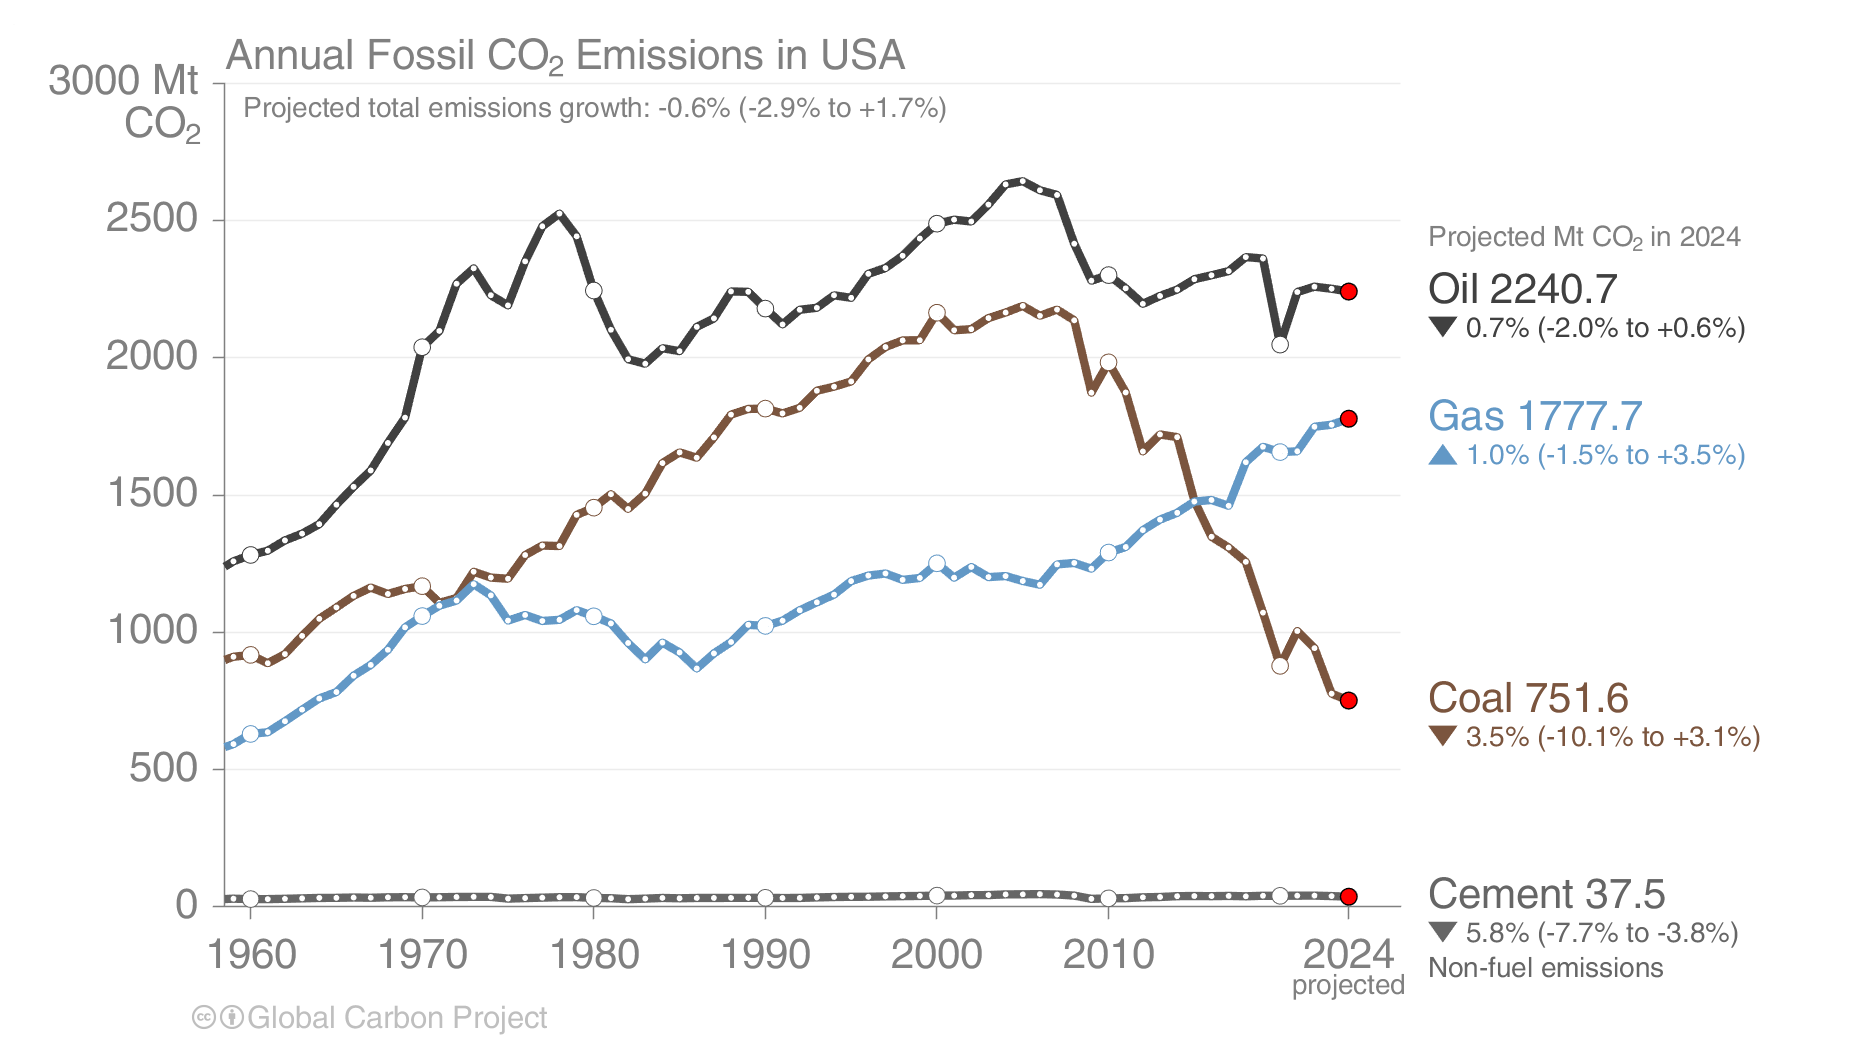 Annual Fossil CO₂ Emissions in USA
3000 Mt
CO₂
Projected total emissions growth: -0.6% (-2.9% to +1.7%)
2500
2000
1500
1000
500
0
Projected Mt CO₂ in 2024
Oil 2240.7
▼ 0.7% (-2.0% to +0.6%)
Gas 1777.7
▲ 1.0% (-1.5% to +3.5%)
Coal 751.6
▼ 3.5% (-10.1% to +3.1%)
Cement 37.5
▼ 5.8% (-7.7% to -3.8%)
Non-fuel emissions
1960 1970 1980 1990 2000 2010 2024
projected
cc Global Carbon Project